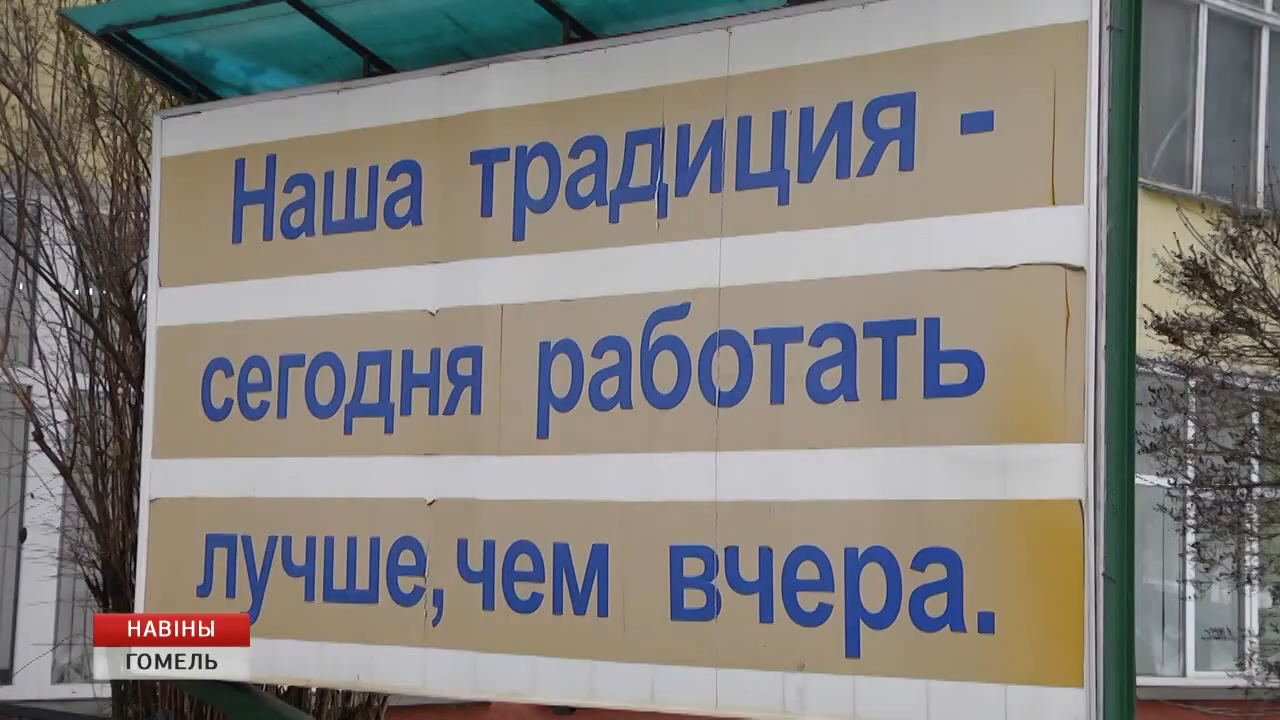 Наша традиция -
сегодня работать
лучше, чем вчера.
НАВІНЫ
ГОМЕЛЬ